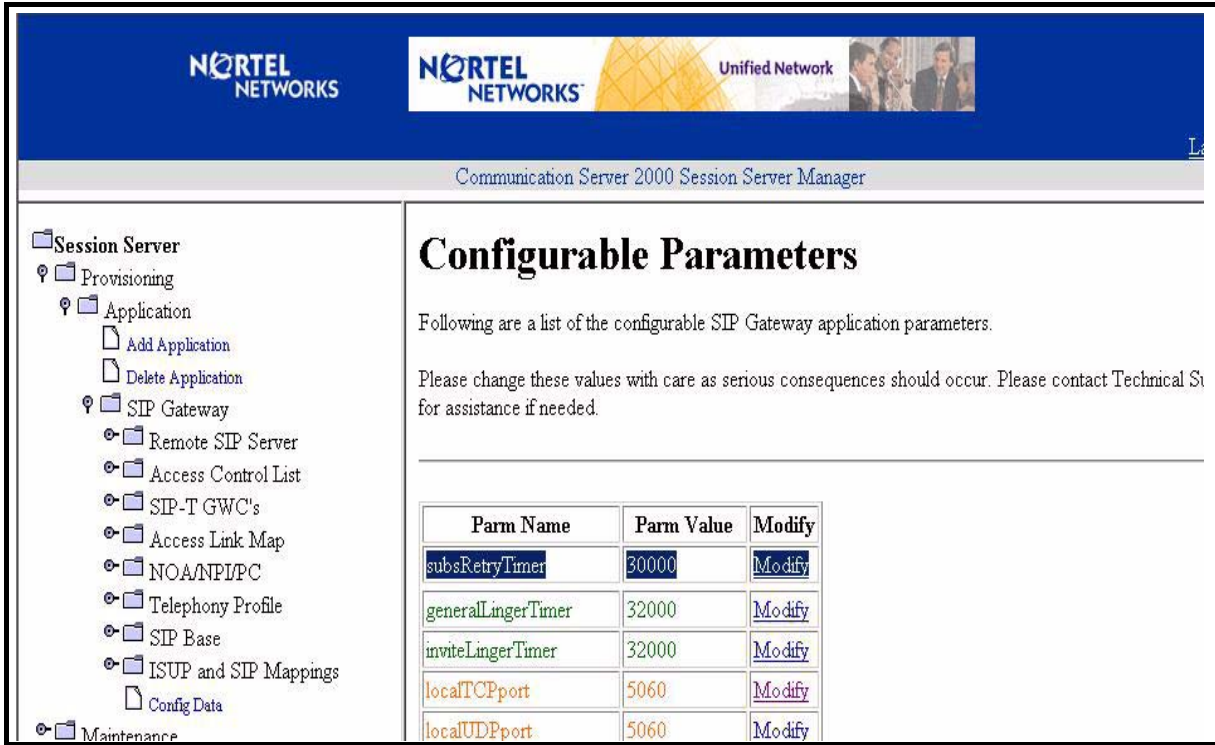 NORTEL
NETWORKS
NORTEL
NETWORKS
Unified Network
Communication Server 2000 Session Server Manager
Session Server
Provisioning
Application
Add Application
Delete Application
SIP Gateway
Remote SIP Server
Access Control List
SIP-T GWC's
Access Link Map
NOA/NPI/PC
Telephony Profile
SIP Base
ISUP and SIP Mappings
Config Data
Maintenance
Configurable Parameters
Following are a list of the configurable SIP Gateway application parameters.
Please change these values with care as serious consequences should occur. Please contact Technical
for assistance if needed.
Parm Name Parm Value Modify
subsRetryTimer 30000 Modify
generalLingerTimer 32000 Modify
inviteLingerTimer 32000 Modify
localTCPport 5060 Modify
localUDPport 5060 Modify